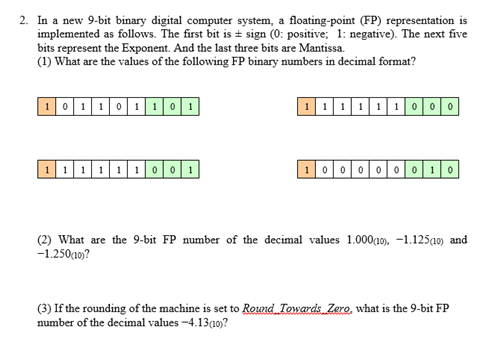 2. In a new 9-bit binary digital computer system, a floating-point (FP) representation is
implemented as follows. The first bit is ± sign (0: positive; 1: negative). The next five
bits represent the Exponent. And the last three bits are Mantissa.
(1) What are the values of the following FP binary numbers in decimal format?
1 0 1 1 0 1 1 0 1
1 1 1 1 1 1 0 0 0
1 1 1 1 1 1 0 0 1
1 0 0 0 0 0 0 1 0
(2) What are the 9-bit FP number of the decimal values 1.000(10), −1.125(10) and
−1.250(10)?
(3) If the rounding of the machine is set to Round_Towards_Zero, what is the 9-bit FP
number of the decimal values −4.13(10)?